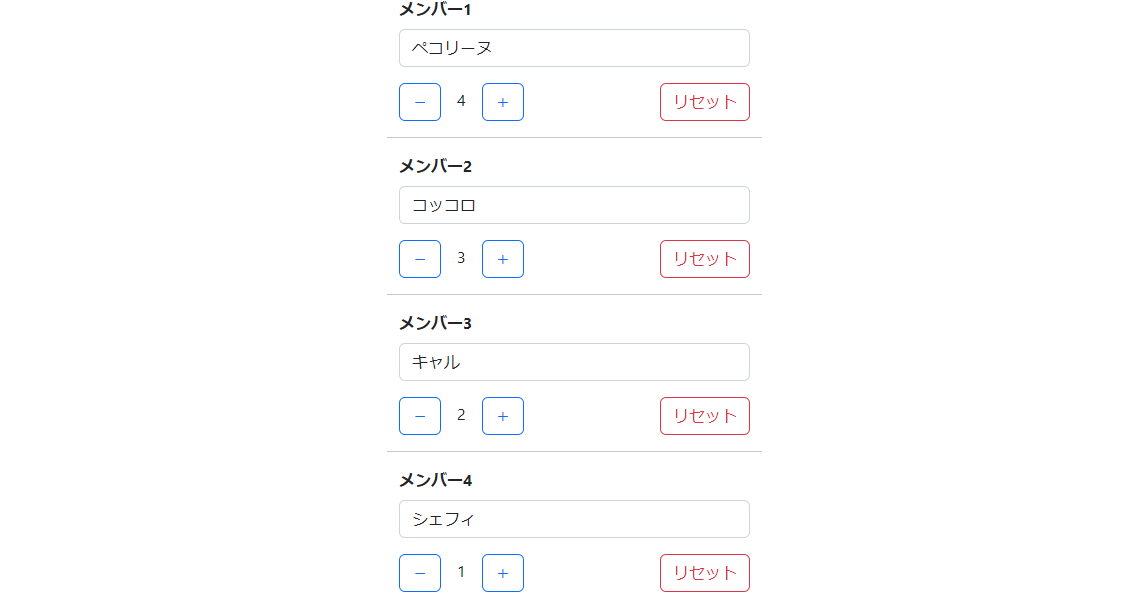 メンバー1
ペコリーヌ
− 4 + リセット
メンバー2
コッコロ
− 3 + リセット
メンバー3
キャル
− 2 + リセット
メンバー4
シェフィ
− 1 + リセット